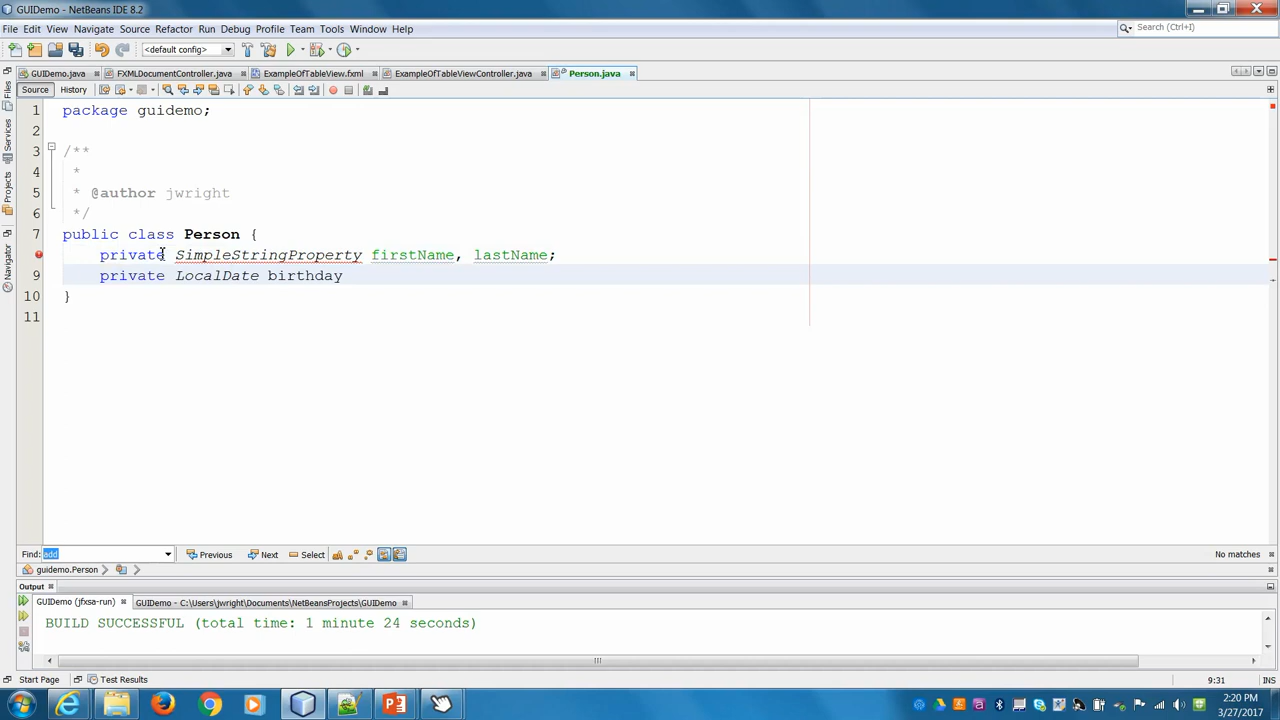 GUIDemo - NetBeans IDE 8.2
File Edit View Navigate Source Refactor Run Debug Profile Team Tools Window Help
Search (Ctrl+I)
<default config>
GUIDemo.java FXMLDocumentController.java ExampleOfTableView.fxml ExampleOfTableViewController.java Person.java
Source History
Files
Services
Projects
Navigator
1 package guidemo;
2
3 /**
4 *
5 * @author jwright
6 */
7 public class Person {
8 private SimpleStringProperty firstName, lastName;
9 private LocalDate birthday
10 }
11
Find: add Previous Next Select No matches
guidemo.Person
Output
GUIDemo (jfxsa-run) GUIDemo - C:\Users\jwright\Documents\NetBeansProjects\GUIDemo
BUILD SUCCESSFUL (total time: 1 minute 24 seconds)
Start Page Test Results 9:31 INS
2:20 PM
3/27/2017